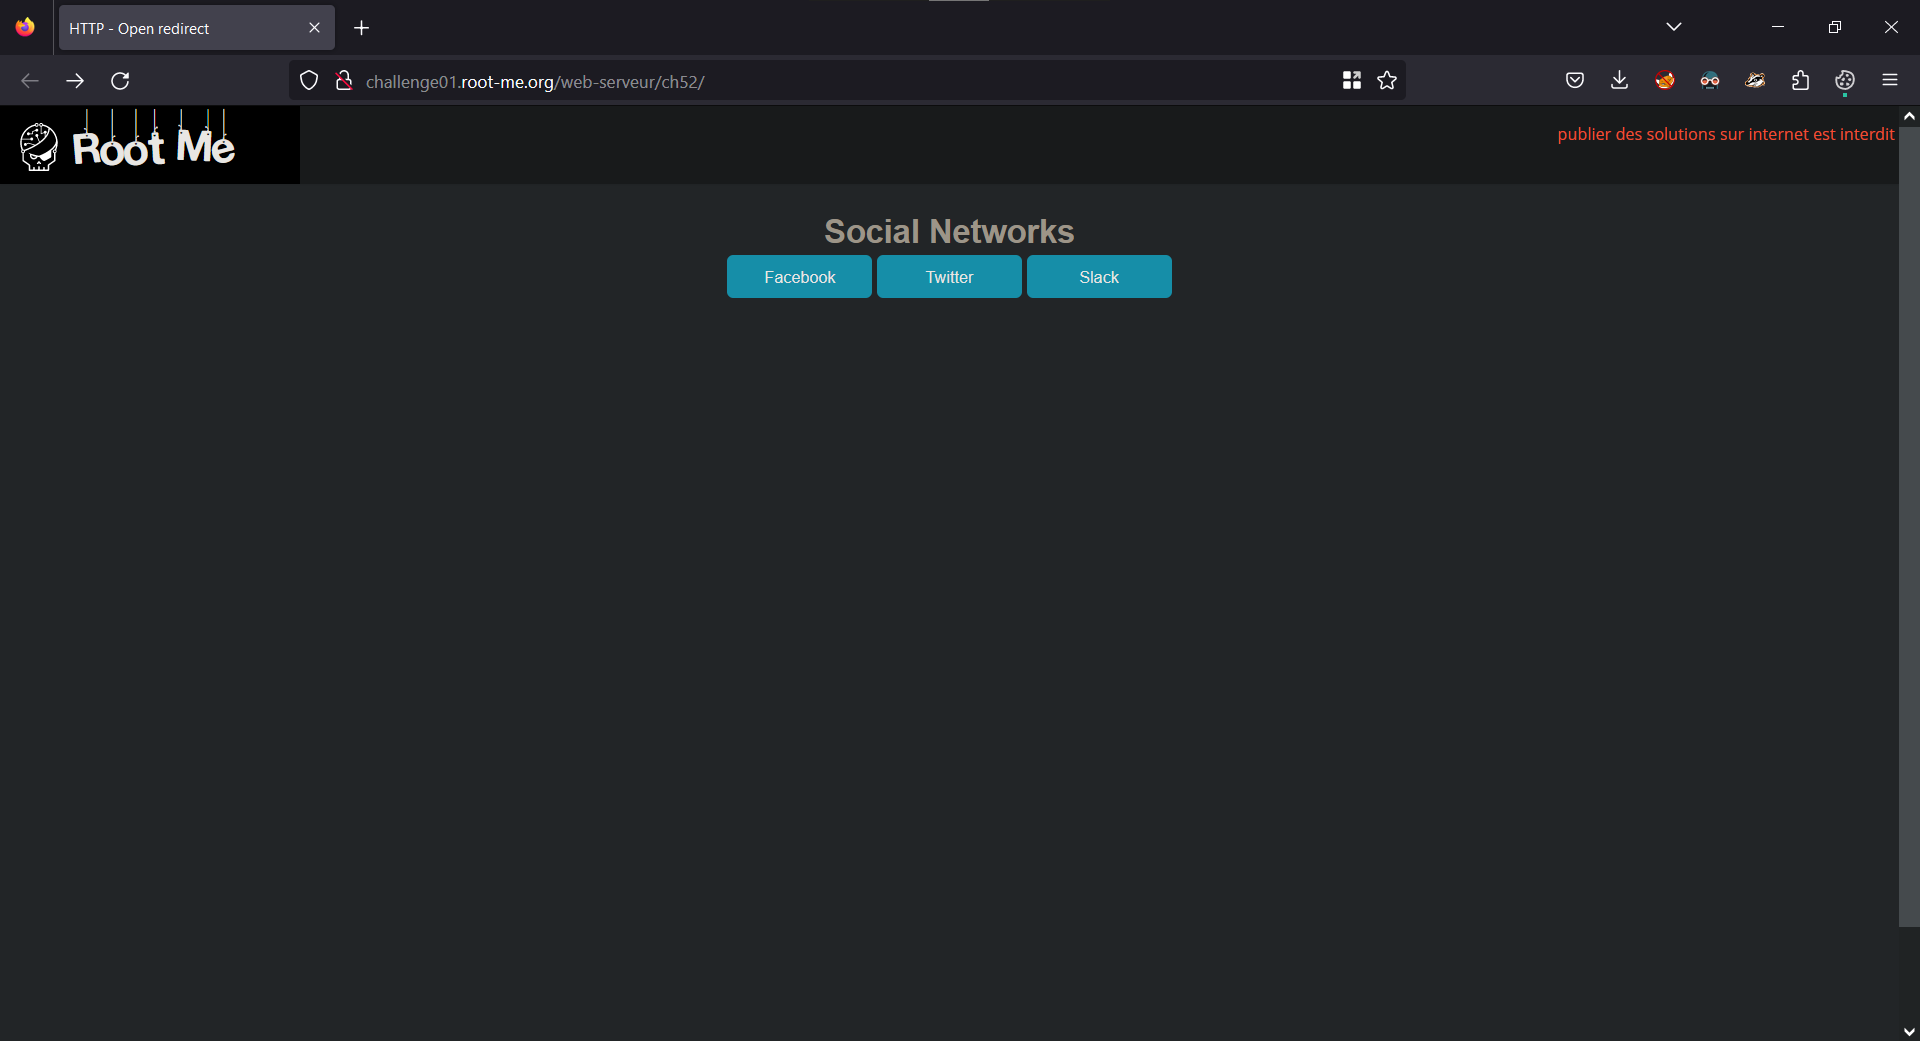 HTTP - Open redirect
challenge01.root-me.org/web-serveur/ch52/
Root Me
publier des solutions sur internet est interdit
Social Networks
Facebook
Twitter
Slack